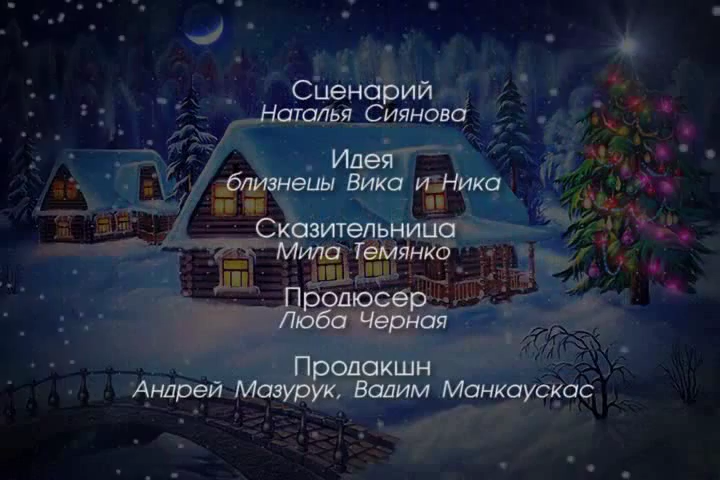 Сценарий
Наталья Сиянова
Идея
близнецы Вика и Ника
Сказительница
Мила Темянко
Продюсер
Люба Черная
Продакшн
Андрей Мазурук, Вадим Манкаускас